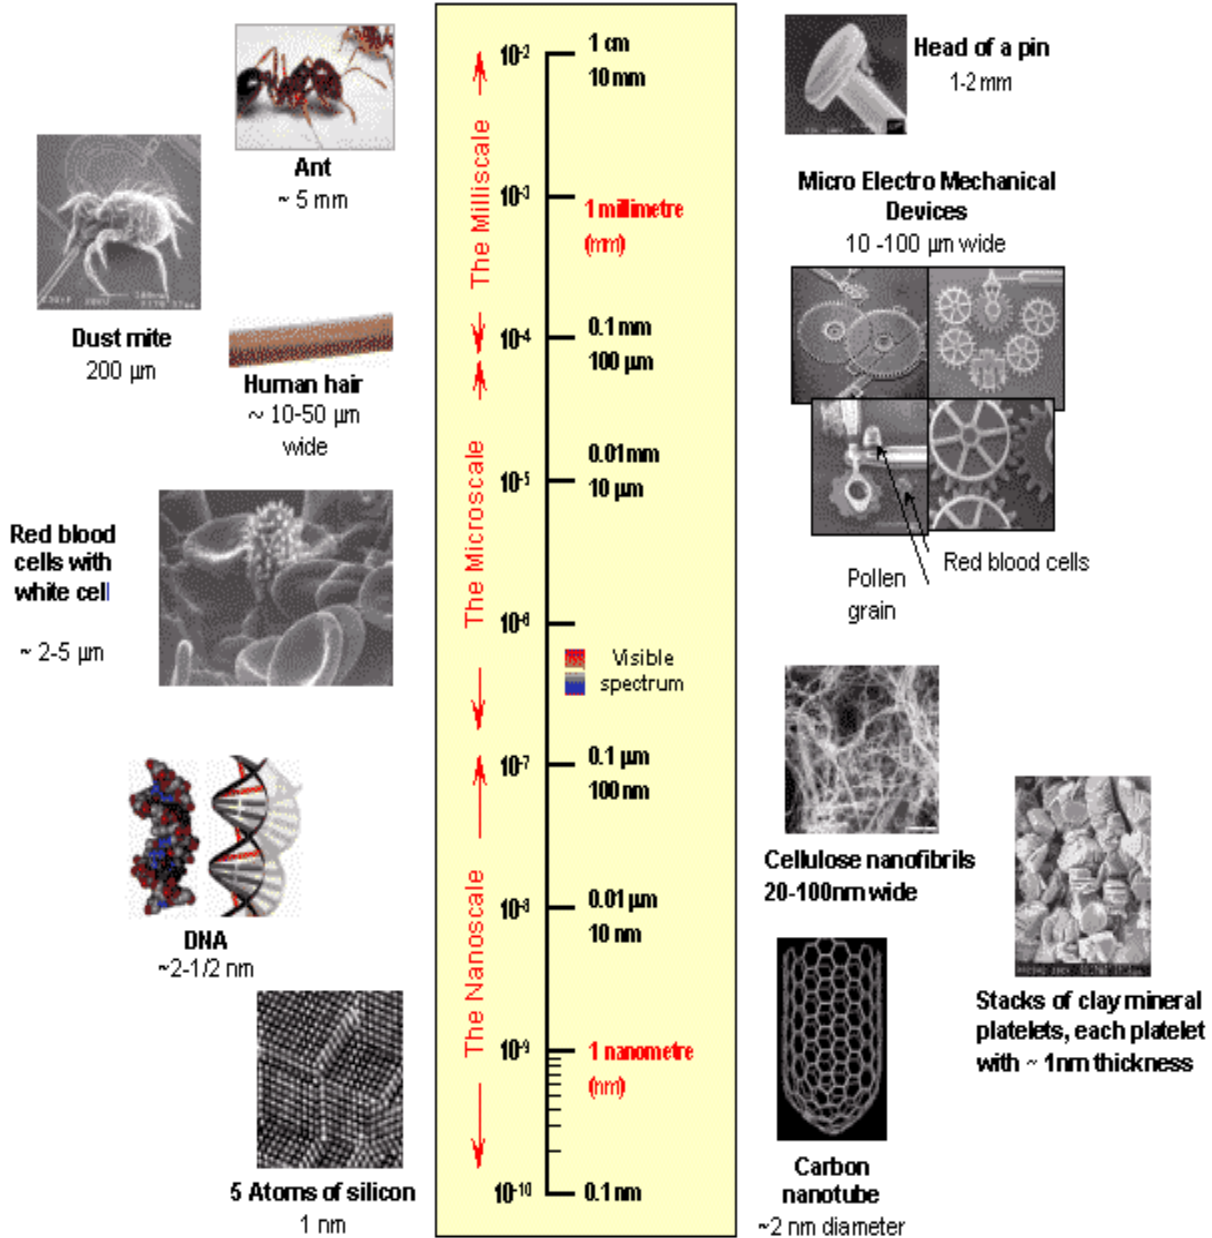 Ant
~ 5 mm
Dust mite
200 µm
Human hair
~ 10-50 µm
wide
Red blood
cells with
white cell
~ 2-5 µm
DNA
~2-1/2 nm
5 Atoms of silicon
1 nm
The Milliscale
The Microscale
The Nanoscale
10-2
1 cm
10 mm
10-3
1 millimetre
(mm)
10-4
0.1 mm
100 µm
10-5
0.01 mm
10 µm
10-6
Visible
spectrum
10-7
0.1 µm
100 nm
10-8
0.01 µm
10 nm
10-9
1 nanometre
(nm)
10-10
0.1 nm
Head of a pin
1-2 mm
Micro Electro Mechanical
Devices
10 -100 µm wide
Red blood cells
Pollen
grain
Cellulose nanofibrils
20-100nm wide
Stacks of clay mineral
platelets, each platelet
with ~ 1nm thickness
Carbon
nanotube
~2 nm diameter